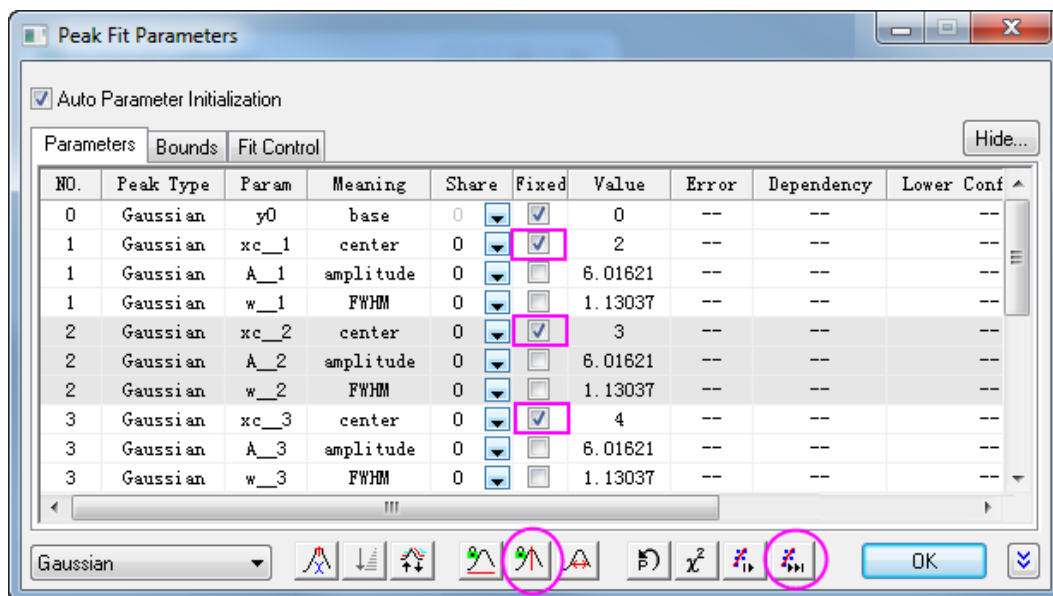 Peak Fit Parameters
Auto Parameter Initialization
Parameters Bounds Fit Control Hide...
NO. Peak Type Param Meaning Share Fixed Value Error Dependency Lower Conf
0 Gaussian y0 base 0 0 -- -- --
1 Gaussian xc__1 center 0 2 -- -- --
1 Gaussian A__1 amplitude 0 6.01621 -- -- --
1 Gaussian w__1 FWHM 0 1.13037 -- -- --
2 Gaussian xc__2 center 0 3 -- -- --
2 Gaussian A__2 amplitude 0 6.01621 -- -- --
2 Gaussian w__2 FWHM 0 1.13037 -- -- --
3 Gaussian xc__3 center 0 4 -- -- --
3 Gaussian A__3 amplitude 0 6.01621 -- -- --
3 Gaussian w__3 FWHM 0 1.13037 -- -- --
Gaussian P χ² OK